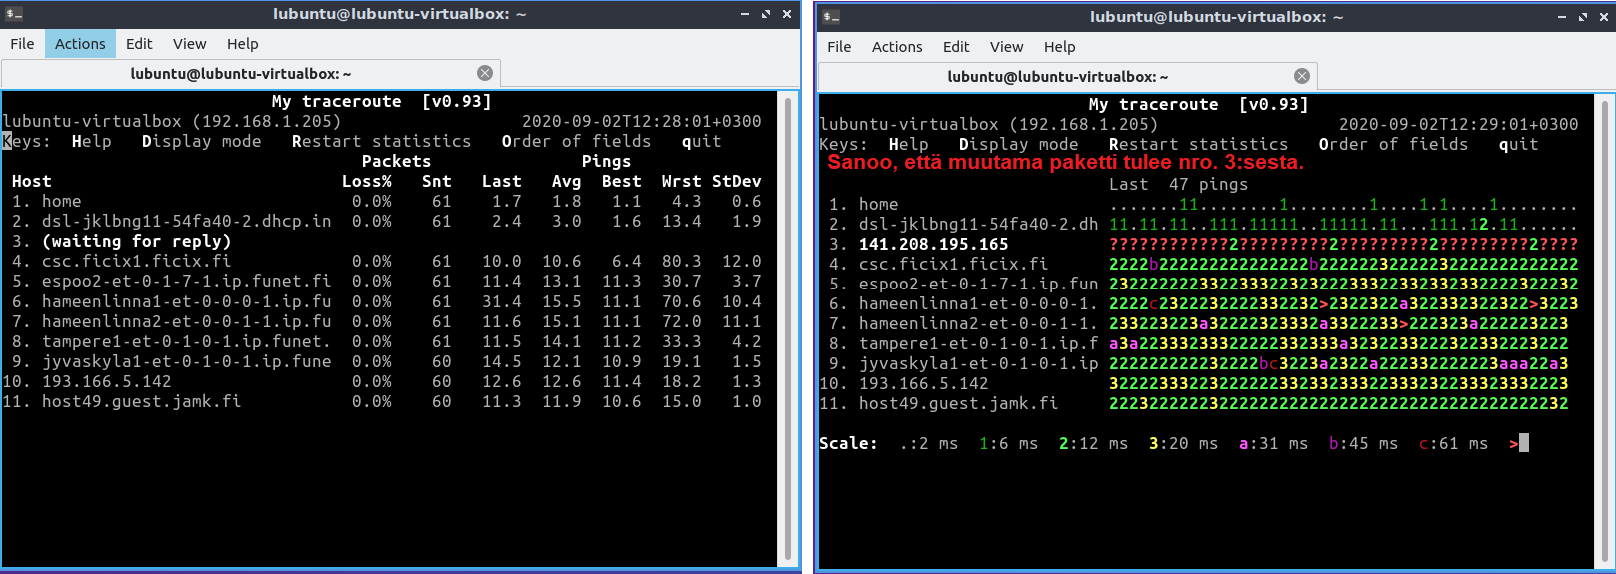 lubuntu@lubuntu-virtualbox: ~
File Actions Edit View Help
lubuntu@lubuntu-virtualbox: ~
My traceroute [v0.93]
lubuntu-virtualbox (192.168.1.205) 2020-09-02T12:28:01+0300
Keys: Help Display mode Restart statistics Order of fields quit
Packets Pings
Host Loss% Snt Last Avg Best Wrst StDev
1. home 0.0% 61 1.7 1.8 1.1 4.3 0.6
2. dsl-jklbng11-54fa40-2.dhcp.in 0.0% 61 2.4 3.0 1.6 13.4 1.9
3. (waiting for reply)
4. csc.ficix1.ficix.fi 0.0% 61 10.0 10.6 6.4 80.3 12.0
5. espoo2-et-0-1-7-1.ip.funet.fi 0.0% 61 11.4 13.1 11.3 30.7 3.7
6. hameenlinna1-et-0-0-0-1.ip.fu 0.0% 61 31.4 15.5 11.1 70.6 10.4
7. hameenlinna2-et-0-0-1-1.ip.fu 0.0% 61 11.6 15.1 11.1 72.0 11.1
8. tampere1-et-0-1-0-1.ip.funet. 0.0% 61 11.5 14.1 11.2 33.3 4.2
9. jyvaskyla1-et-0-1-0-1.ip.fune 0.0% 60 14.5 12.1 10.9 19.1 1.5
10. 193.166.5.142 0.0% 60 12.6 12.6 11.4 18.2 1.3
11. host49.guest.jamk.fi 0.0% 60 11.3 11.9 10.6 15.0 1.0
lubuntu@lubuntu-virtualbox: ~
File Actions Edit View Help
lubuntu@lubuntu-virtualbox: ~
My traceroute [v0.93]
lubuntu-virtualbox (192.168.1.205) 2020-09-02T12:29:01+0300
Keys: Help Display mode Restart statistics Order of fields quit
Sanoo, että muutama paketti tulee nro. 3:sesta.
Last 47 pings
1. home .......11........1........1....1.1....1........
2. dsl-jklbng11-54fa40-2.dh 11.11.11..111.11111..11111.11...111.12.11......
3. 141.208.195.165 ????????????2?????????2?????????2?????????2????
4. csc.ficix1.ficix.fi 2222b222222222222222b22222232222232222222222222
5. espoo2-et-0-1-7-1.ip.fun
6. hameenlinna1-et-0-0-0-1. 2222c23222322222332232>2322322a322332322322>3223
7. hameenlinna2-et-0-0-1-1. 233223223a3222232332a3322233>222323a2222223223
8. tampere1-et-0-1-0-1.ip.f
9. jyvaskyla1-et-0-1-0-1.ip 222222222232222bc3223a2322a2223322222223aaa22a3
10. 193.166.5.142
11. host49.guest.jamk.fi
Scale: .:2 ms 1:6 ms 2:12 ms 3:20 ms a:31 ms b:45 ms c:61 ms >